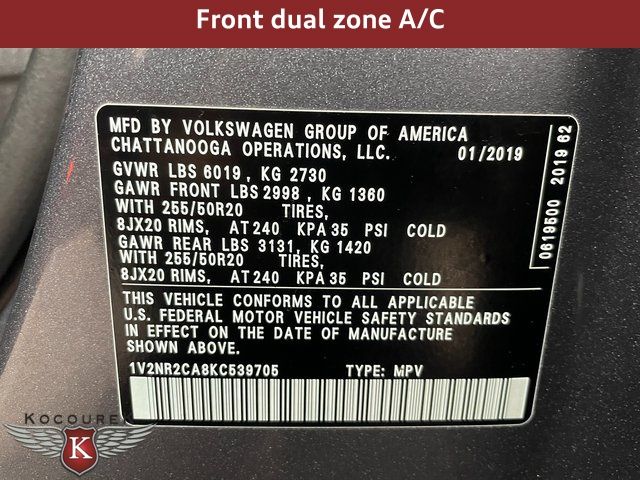 Front dual zone A/C
MFD BY VOLKSWAGEN GROUP OF AMERICA
CHATTANOOGA OPERATIONS, LLC. 01/2019
GVWR LBS 6019 , KG 2730
GAWR FRONT LBS 2998 , KG 1360
WITH 255/50R20 TIRES,
8JX20 RIMS, AT 240 KPA 35 PSI COLD
GAWR REAR LBS 3131, KG 1420
WITH 255/50R20 TIRES,
8JX20 RIMS, AT 240 KPA 35 PSI COLD
THIS VEHICLE CONFORMS TO ALL APPLICABLE
U.S. FEDERAL MOTOR VEHICLE SAFETY STANDARDS
IN EFFECT ON THE DATE OF MANUFACTURE
SHOWN ABOVE.
1V2NR2CA8KC539705 TYPE: MPV
0619500 2019 62
KOCOUREK
K